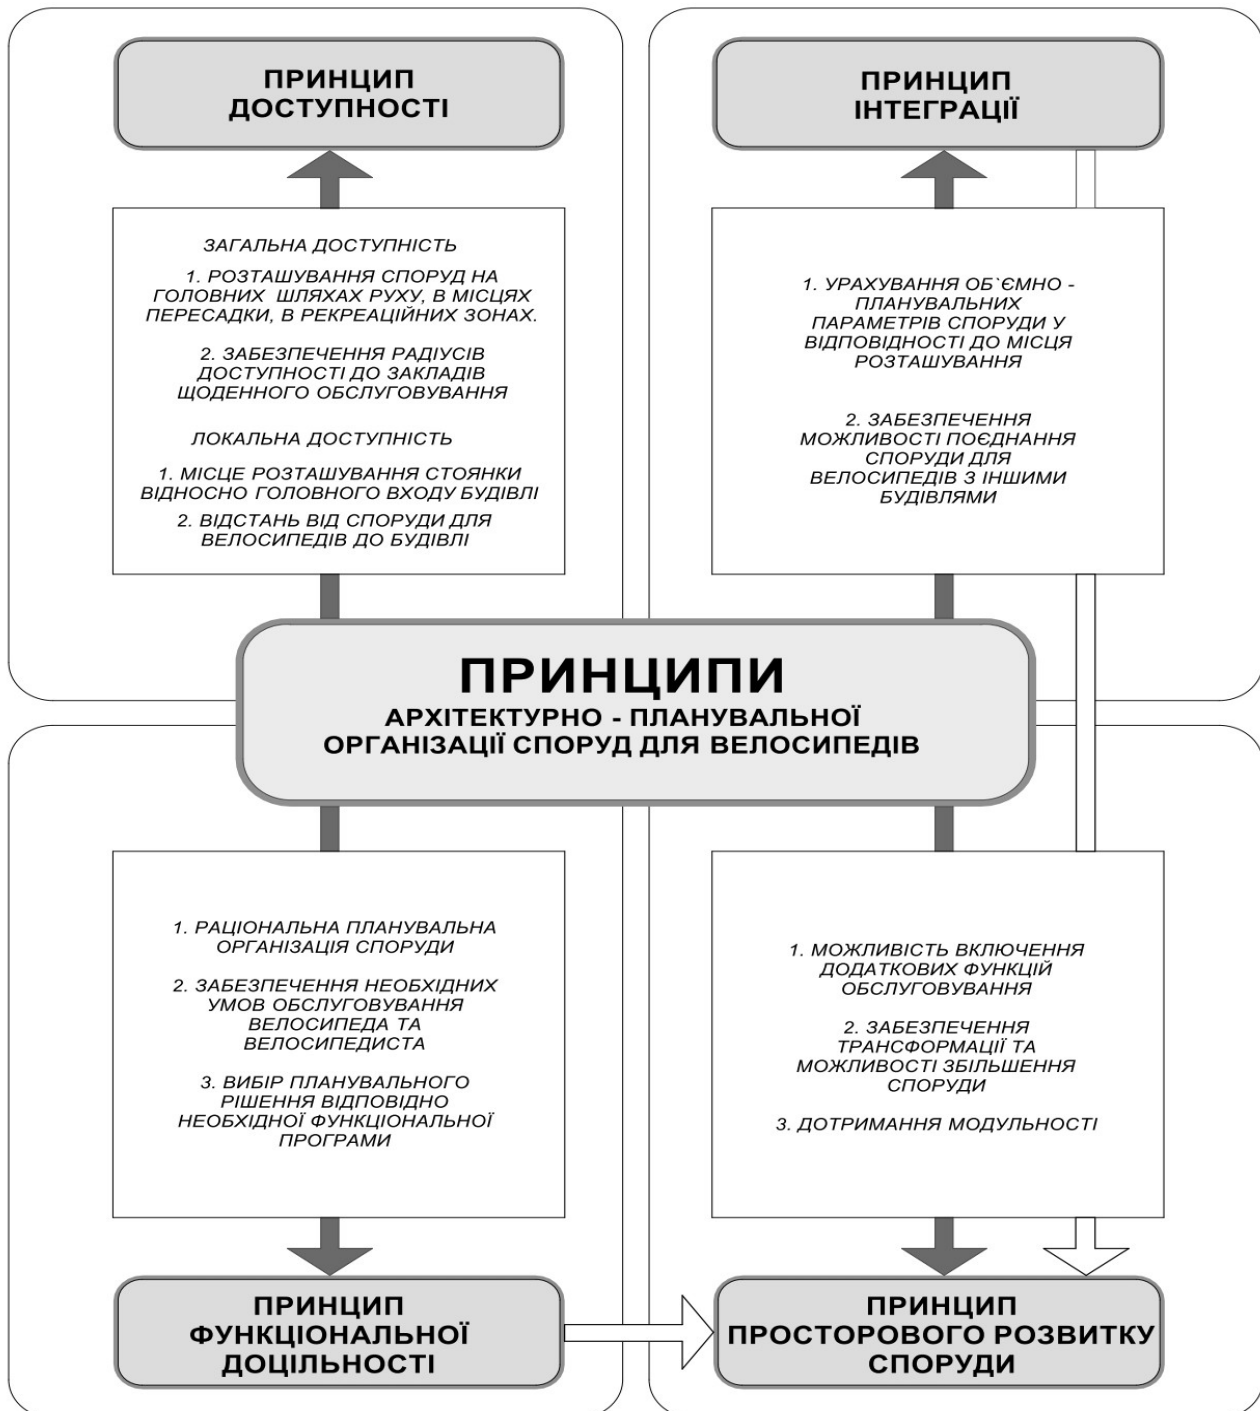 ПРИНЦИП
ДОСТУПНОСТІ
ЗАГАЛЬНА ДОСТУПНІСТЬ
1. РОЗТАШУВАННЯ СПОРУД НА
ГОЛОВНИХ ШЛЯХАХ РУХУ, В МІСЦЯХ
ПЕРЕСАДКИ, В РЕКРЕАЦІЙНИХ ЗОНАХ.
2. ЗАБЕЗПЕЧЕННЯ РАДІУСІВ
ДОСТУПНОСТІ ДО ЗАКЛАДІВ
ЩОДЕННОГО ОБСЛУГОВУВАННЯ
ЛОКАЛЬНА ДОСТУПНІСТЬ
1. МІСЦЕ РОЗТАШУВАННЯ СТОЯНКИ
ВІДНОСНО ГОЛОВНОГО ВХОДУ БУДІВЛІ
2. ВІДСТАНЬ ВІД СПОРУДИ ДЛЯ
ВЕЛОСИПЕДІВ ДО БУДІВЛІ
ПРИНЦИП
ІНТЕГРАЦІЇ
1. УРАХУВАННЯ ОБ`ЄМНО -
ПЛАНУВАЛЬНИХ
ПАРАМЕТРІВ СПОРУДИ У
ВІДПОВІДНОСТІ ДО МІСЦЯ
РОЗТАШУВАННЯ
2. ЗАБЕЗПЕЧЕННЯ
МОЖЛИВОСТІ ПОЄДНАННЯ
СПОРУДИ ДЛЯ
ВЕЛОСИПЕДІВ З ІНШИМИ
БУДІВЛЯМИ
ПРИНЦИПИ
АРХІТЕКТУРНО - ПЛАНУВАЛЬНОЇ
ОРГАНІЗАЦІЇ СПОРУД ДЛЯ ВЕЛОСИПЕДІВ
1. РАЦІОНАЛЬНА ПЛАНУВАЛЬНА
ОРГАНІЗАЦІЯ СПОРУДИ
2. ЗАБЕЗПЕЧЕННЯ НЕОБХІДНИХ
УМОВ ОБСЛУГОВУВАННЯ
ВЕЛОСИПЕДА ТА
ВЕЛОСИПЕДИСТА
3. ВИБІР ПЛАНУВАЛЬНОГО
РІШЕННЯ ВІДПОВІДНО
НЕОБХІДНОЇ ФУНКЦІОНАЛЬНОЇ
ПРОГРАМИ
ПРИНЦИП
ФУНКЦІОНАЛЬНОЇ
ДОЦІЛЬНОСТІ
1. МОЖЛИВІСТЬ ВКЛЮЧЕННЯ
ДОДАТКОВИХ ФУНКЦІЙ
ОБСЛУГОВУВАННЯ
2. ЗАБЕЗПЕЧЕННЯ
ТРАНСФОРМАЦІЇ ТА
МОЖЛИВОСТІ ЗБІЛЬШЕННЯ
СПОРУДИ
3. ДОТРИМАННЯ МОДУЛЬНОСТІ
ПРИНЦИП
ПРОСТОРОВОГО РОЗВИТКУ
СПОРУДИ